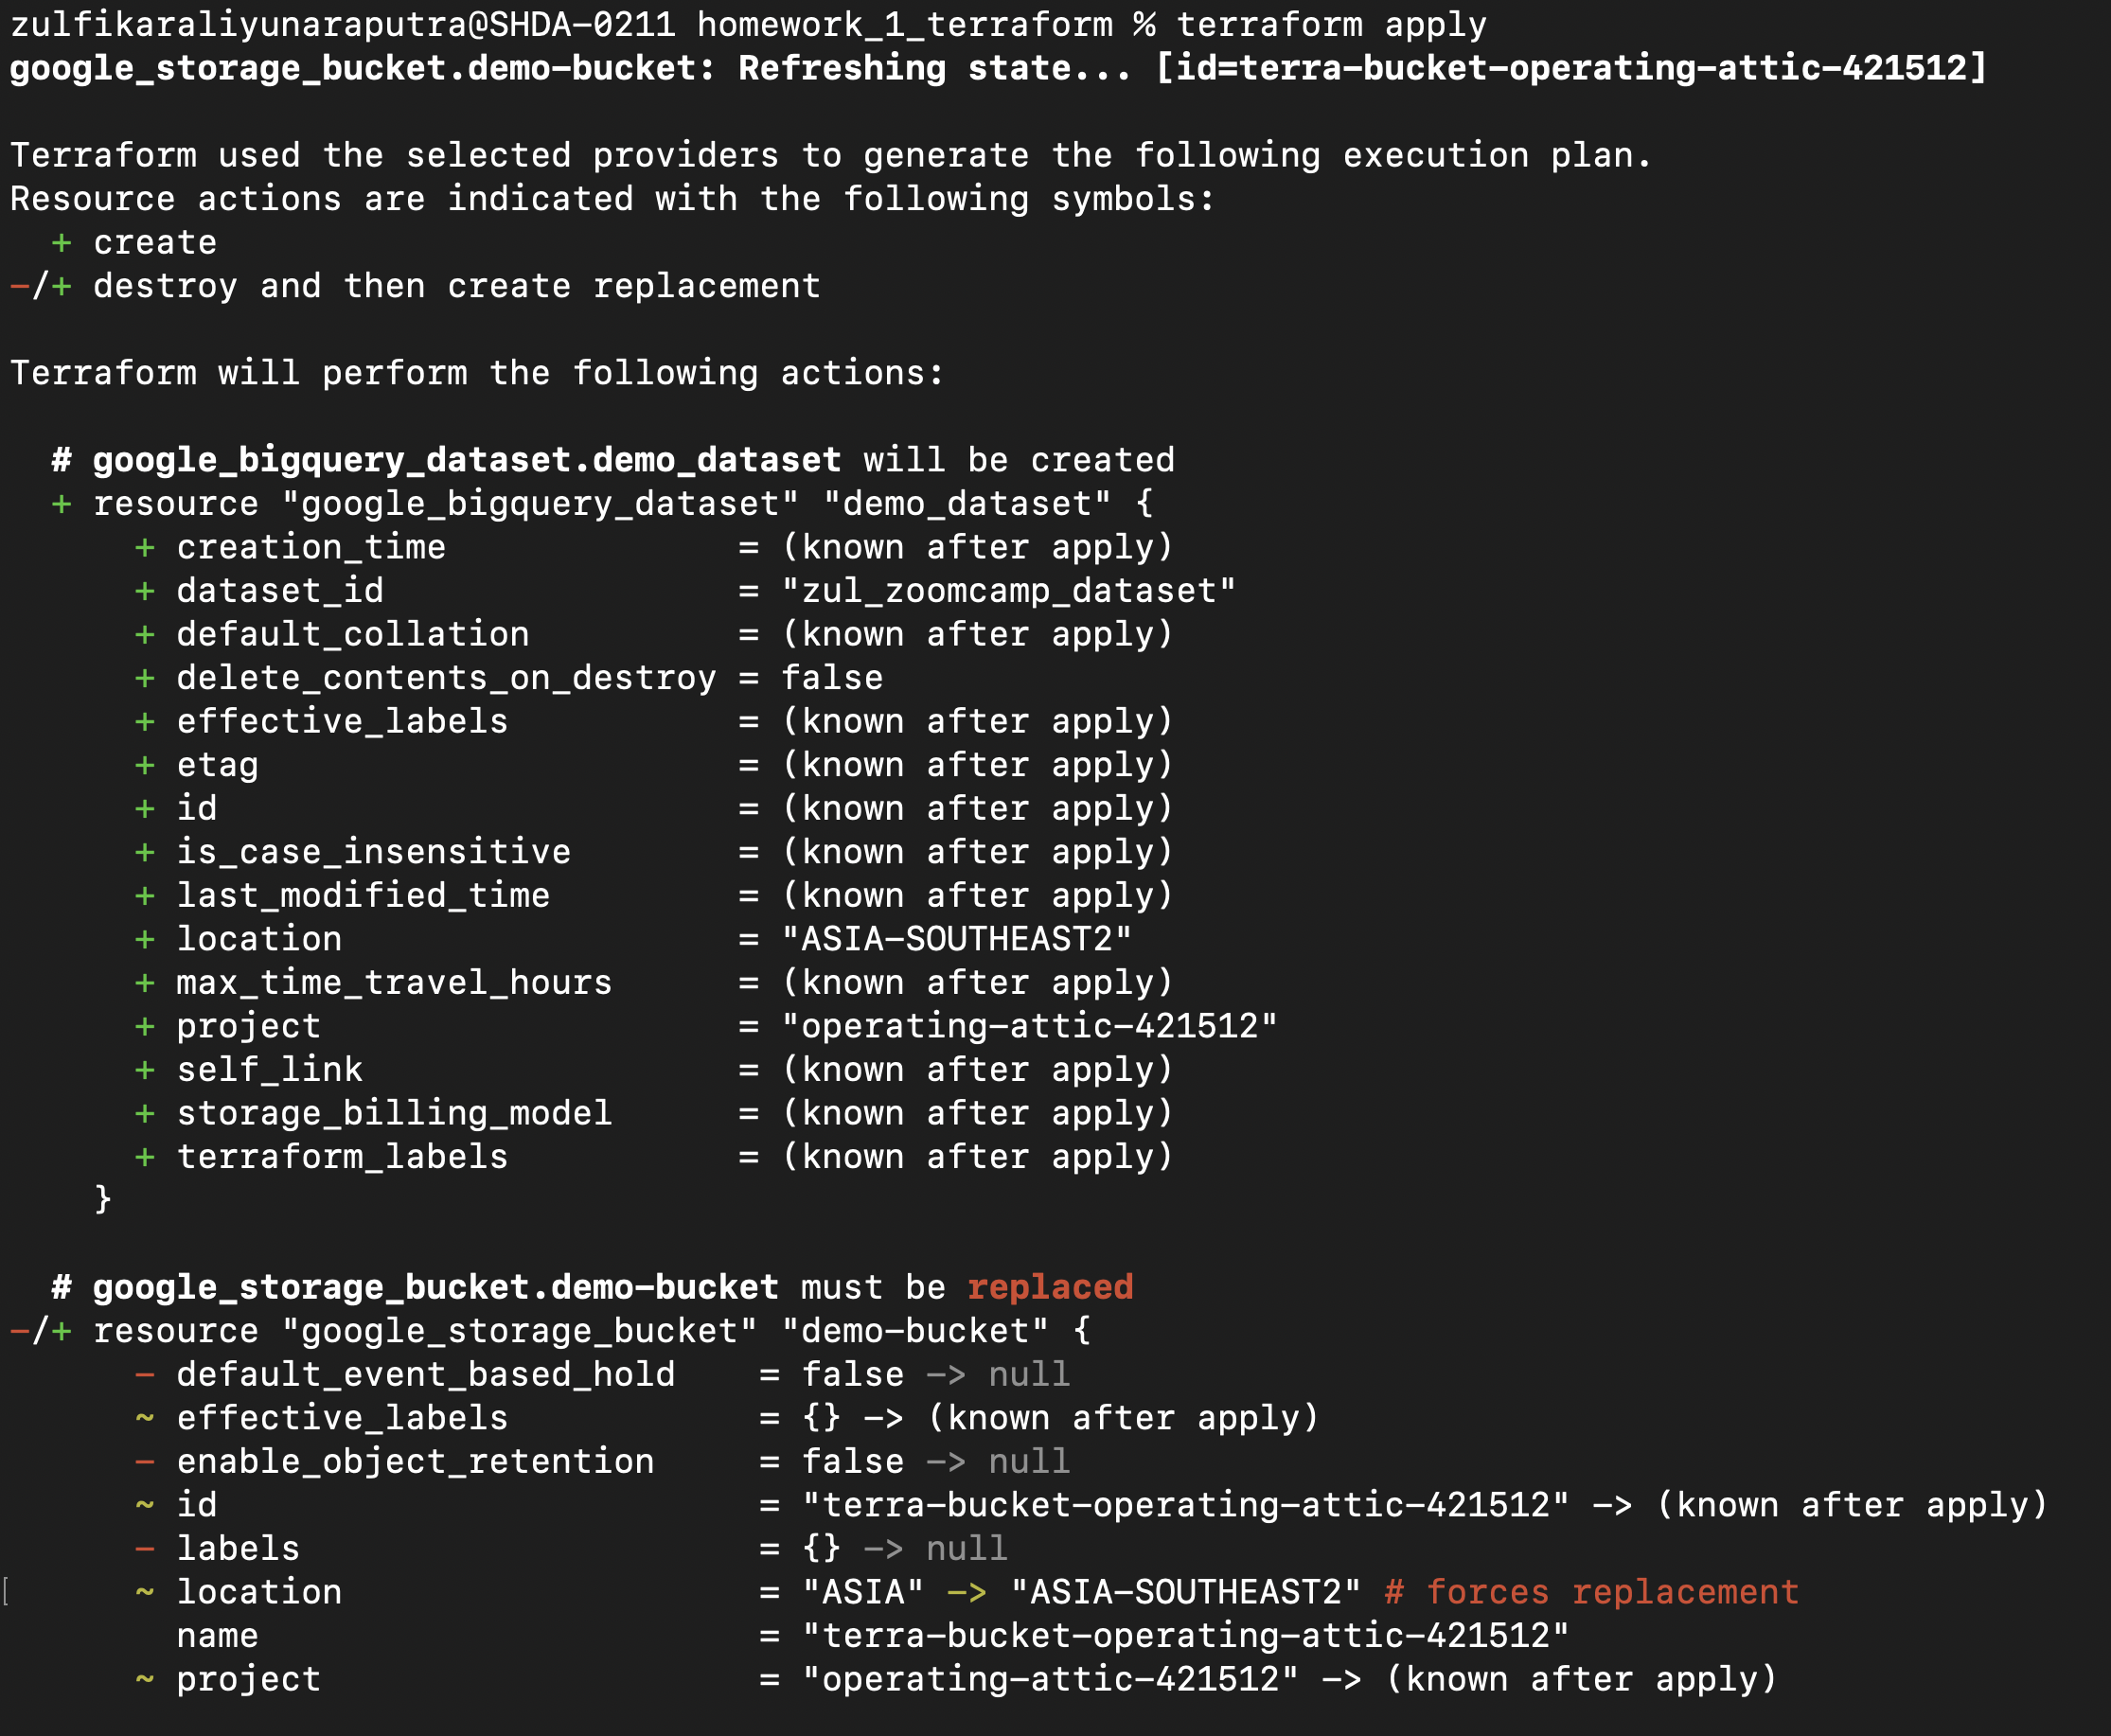 zulfikaraliyunaraputra@SHDA-0211 homework_1_terraform % terraform apply
google_storage_bucket.demo-bucket: Refreshing state... [id=terra-bucket-operating-attic-421512]
Terraform used the selected providers to generate the following execution plan.
Resource actions are indicated with the following symbols:
  + create
-/+ destroy and then create replacement
Terraform will perform the following actions:
  # google_bigquery_dataset.demo_dataset will be created
  + resource "google_bigquery_dataset" "demo_dataset" {
      + creation_time              = (known after apply)
      + dataset_id                 = "zul_zoomcamp_dataset"
      + default_collation          = (known after apply)
      + delete_contents_on_destroy = false
      + effective_labels           = (known after apply)
      + etag                       = (known after apply)
      + id                         = (known after apply)
      + is_case_insensitive        = (known after apply)
      + last_modified_time         = (known after apply)
      + location                   = "ASIA-SOUTHEAST2"
      + max_time_travel_hours      = (known after apply)
      + project                    = "operating-attic-421512"
      + self_link                  = (known after apply)
      + storage_billing_model      = (known after apply)
      + terraform_labels           = (known after apply)
    }
  # google_storage_bucket.demo-bucket must be replaced
-/+ resource "google_storage_bucket" "demo-bucket" {
      - default_event_based_hold    = false -> null
      ~ effective_labels            = {} -> (known after apply)
      - enable_object_retention     = false -> null
      ~ id                          = "terra-bucket-operating-attic-421512" -> (known after apply)
      - labels                      = {} -> null
[     ~ location                    = "ASIA" -> "ASIA-SOUTHEAST2" # forces replacement
        name                        = "terra-bucket-operating-attic-421512"
      ~ project                     = "operating-attic-421512" -> (known after apply)